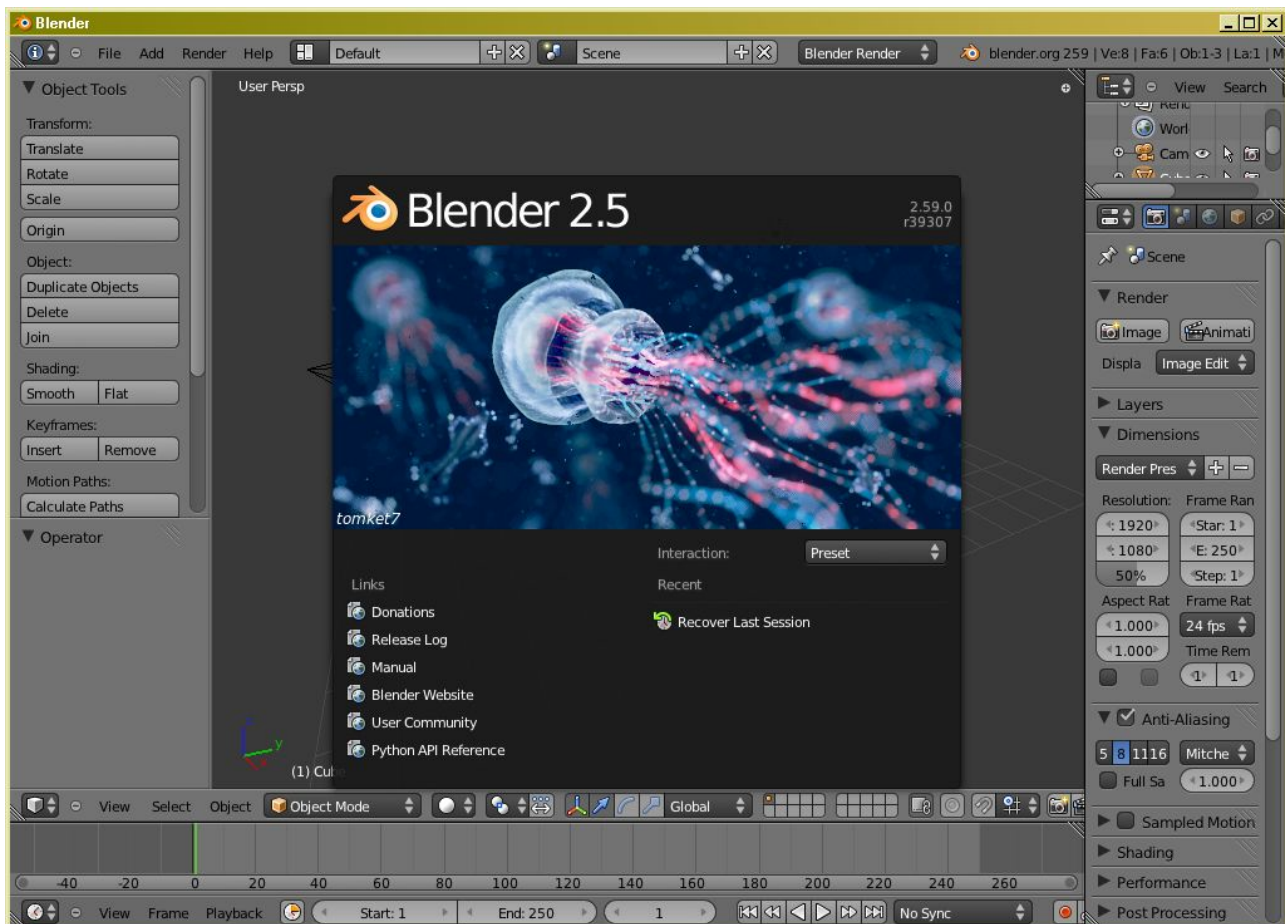 Blender
File Add Render Help Default Scene Blender Render blender.org 259 | Ve:8 | Fa:6 | Ob:1-3 | La:1 | M
Object Tools
Transform:
Translate
Rotate
Scale
Origin
Object:
Duplicate Objects
Delete
Join
Shading:
Smooth Flat
Keyframes:
Insert Remove
Motion Paths:
Calculate Paths
Operator
User Persp
Blender 2.5
2.59.0
r39307
tomket7
Interaction: Preset
Links
Donations
Release Log
Manual
Blender Website
User Community
Python API Reference
Recent
Recover Last Session
y
(1) Cu
View Search
Worl
Cam
Scene
Render
Image Animati
Displa Image Edit
Layers
Dimensions
Render Pres
Resolution: Frame Ran
: 1920 Star: 1
: 1080 E: 250
50% Step: 1
Aspect Rat Frame Rat
1.000 24 fps
1.000 Time Rem
1 1
Anti-Aliasing
5 8 11 16 Mitche
Full Sa 1.000
Sampled Motion
Shading
Performance
Post Processing
View Select Object Object Mode Global
-40 -20 0 20 40 60 80 100 120 140 160 180 200 220 240 260
View Frame Playback Start: 1 End: 250 1 No Sync